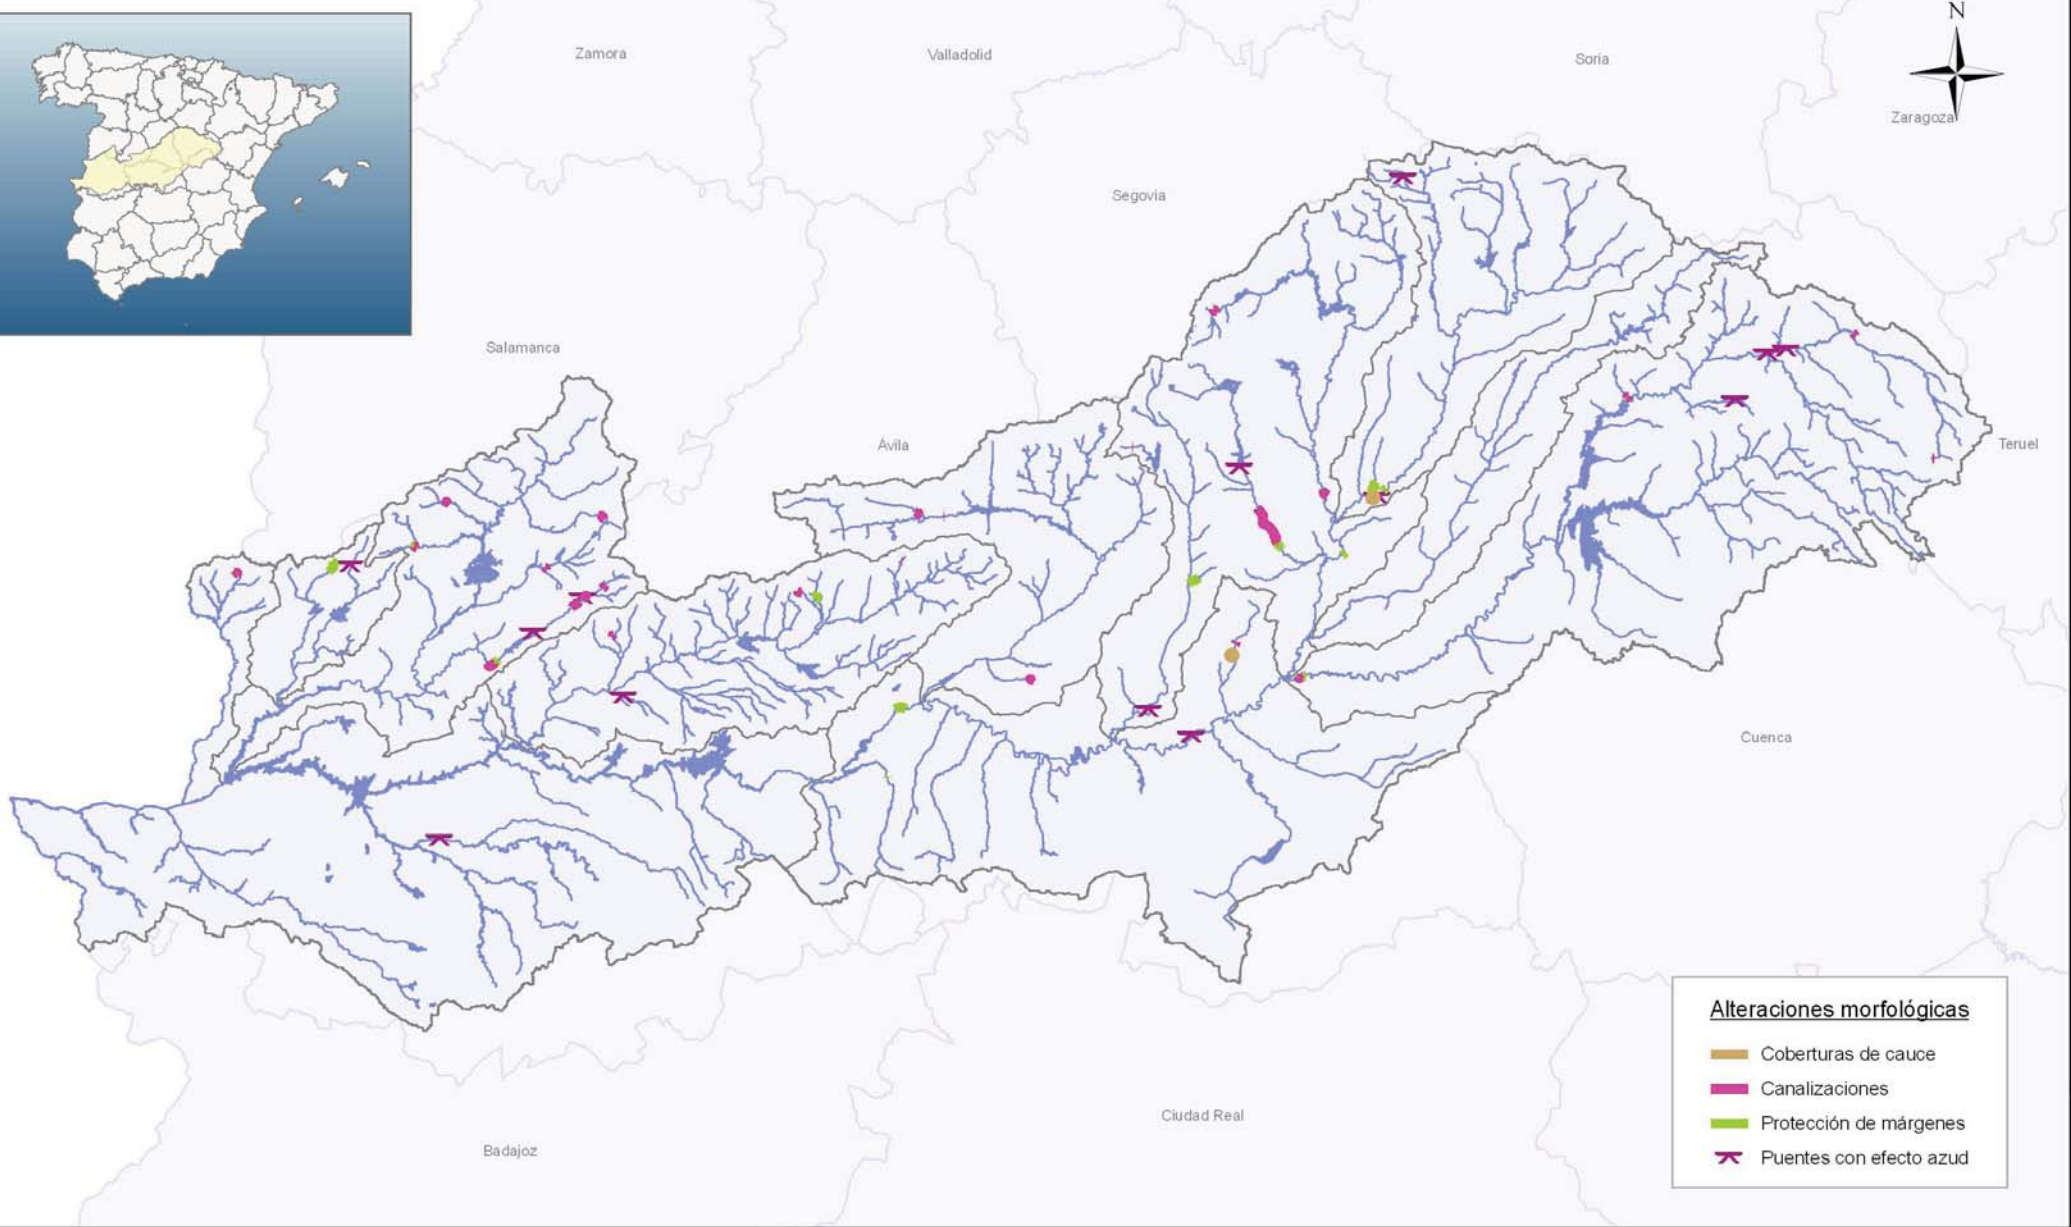 N
Zamora
Valladolid
Soria
Zaragoza
Segovia
Salamanca
Ávila
Teruel
Cuenca
Ciudad Real
Badajoz
Alteraciones morfológicas
Coberturas de cauce
Canalizaciones
Protección de márgenes
Puentes con efecto azud